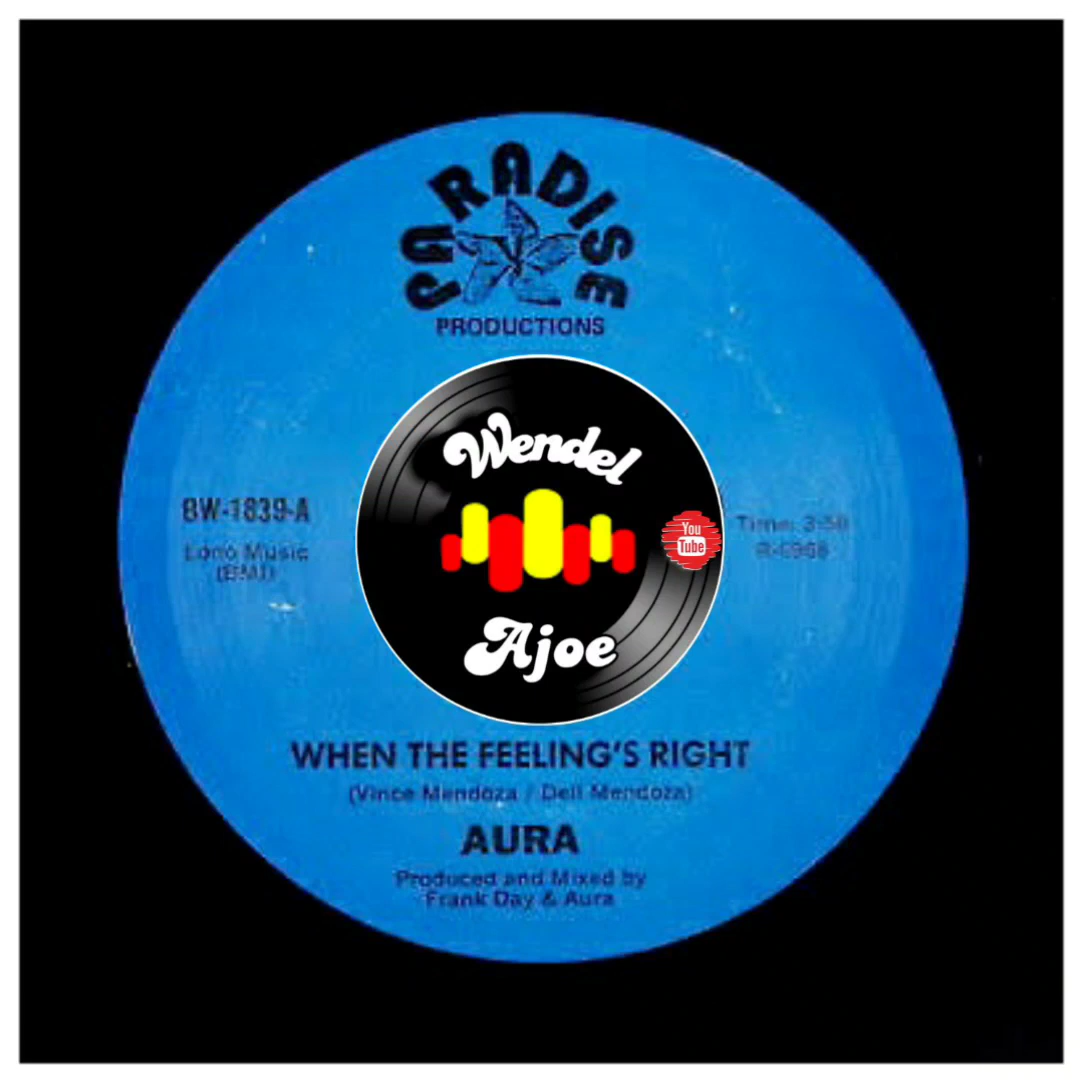 PARADISE
PRODUCTIONS
Wendel
BW-1839-A
Time: 3:50
You
Tube
Lono Music
(BMI)
Ajoe
WHEN THE FEELING'S RIGHT
(Vince Mendoza / Dell Mendoza)
AURA
Produced and Mixed by
Frank Day & Aura